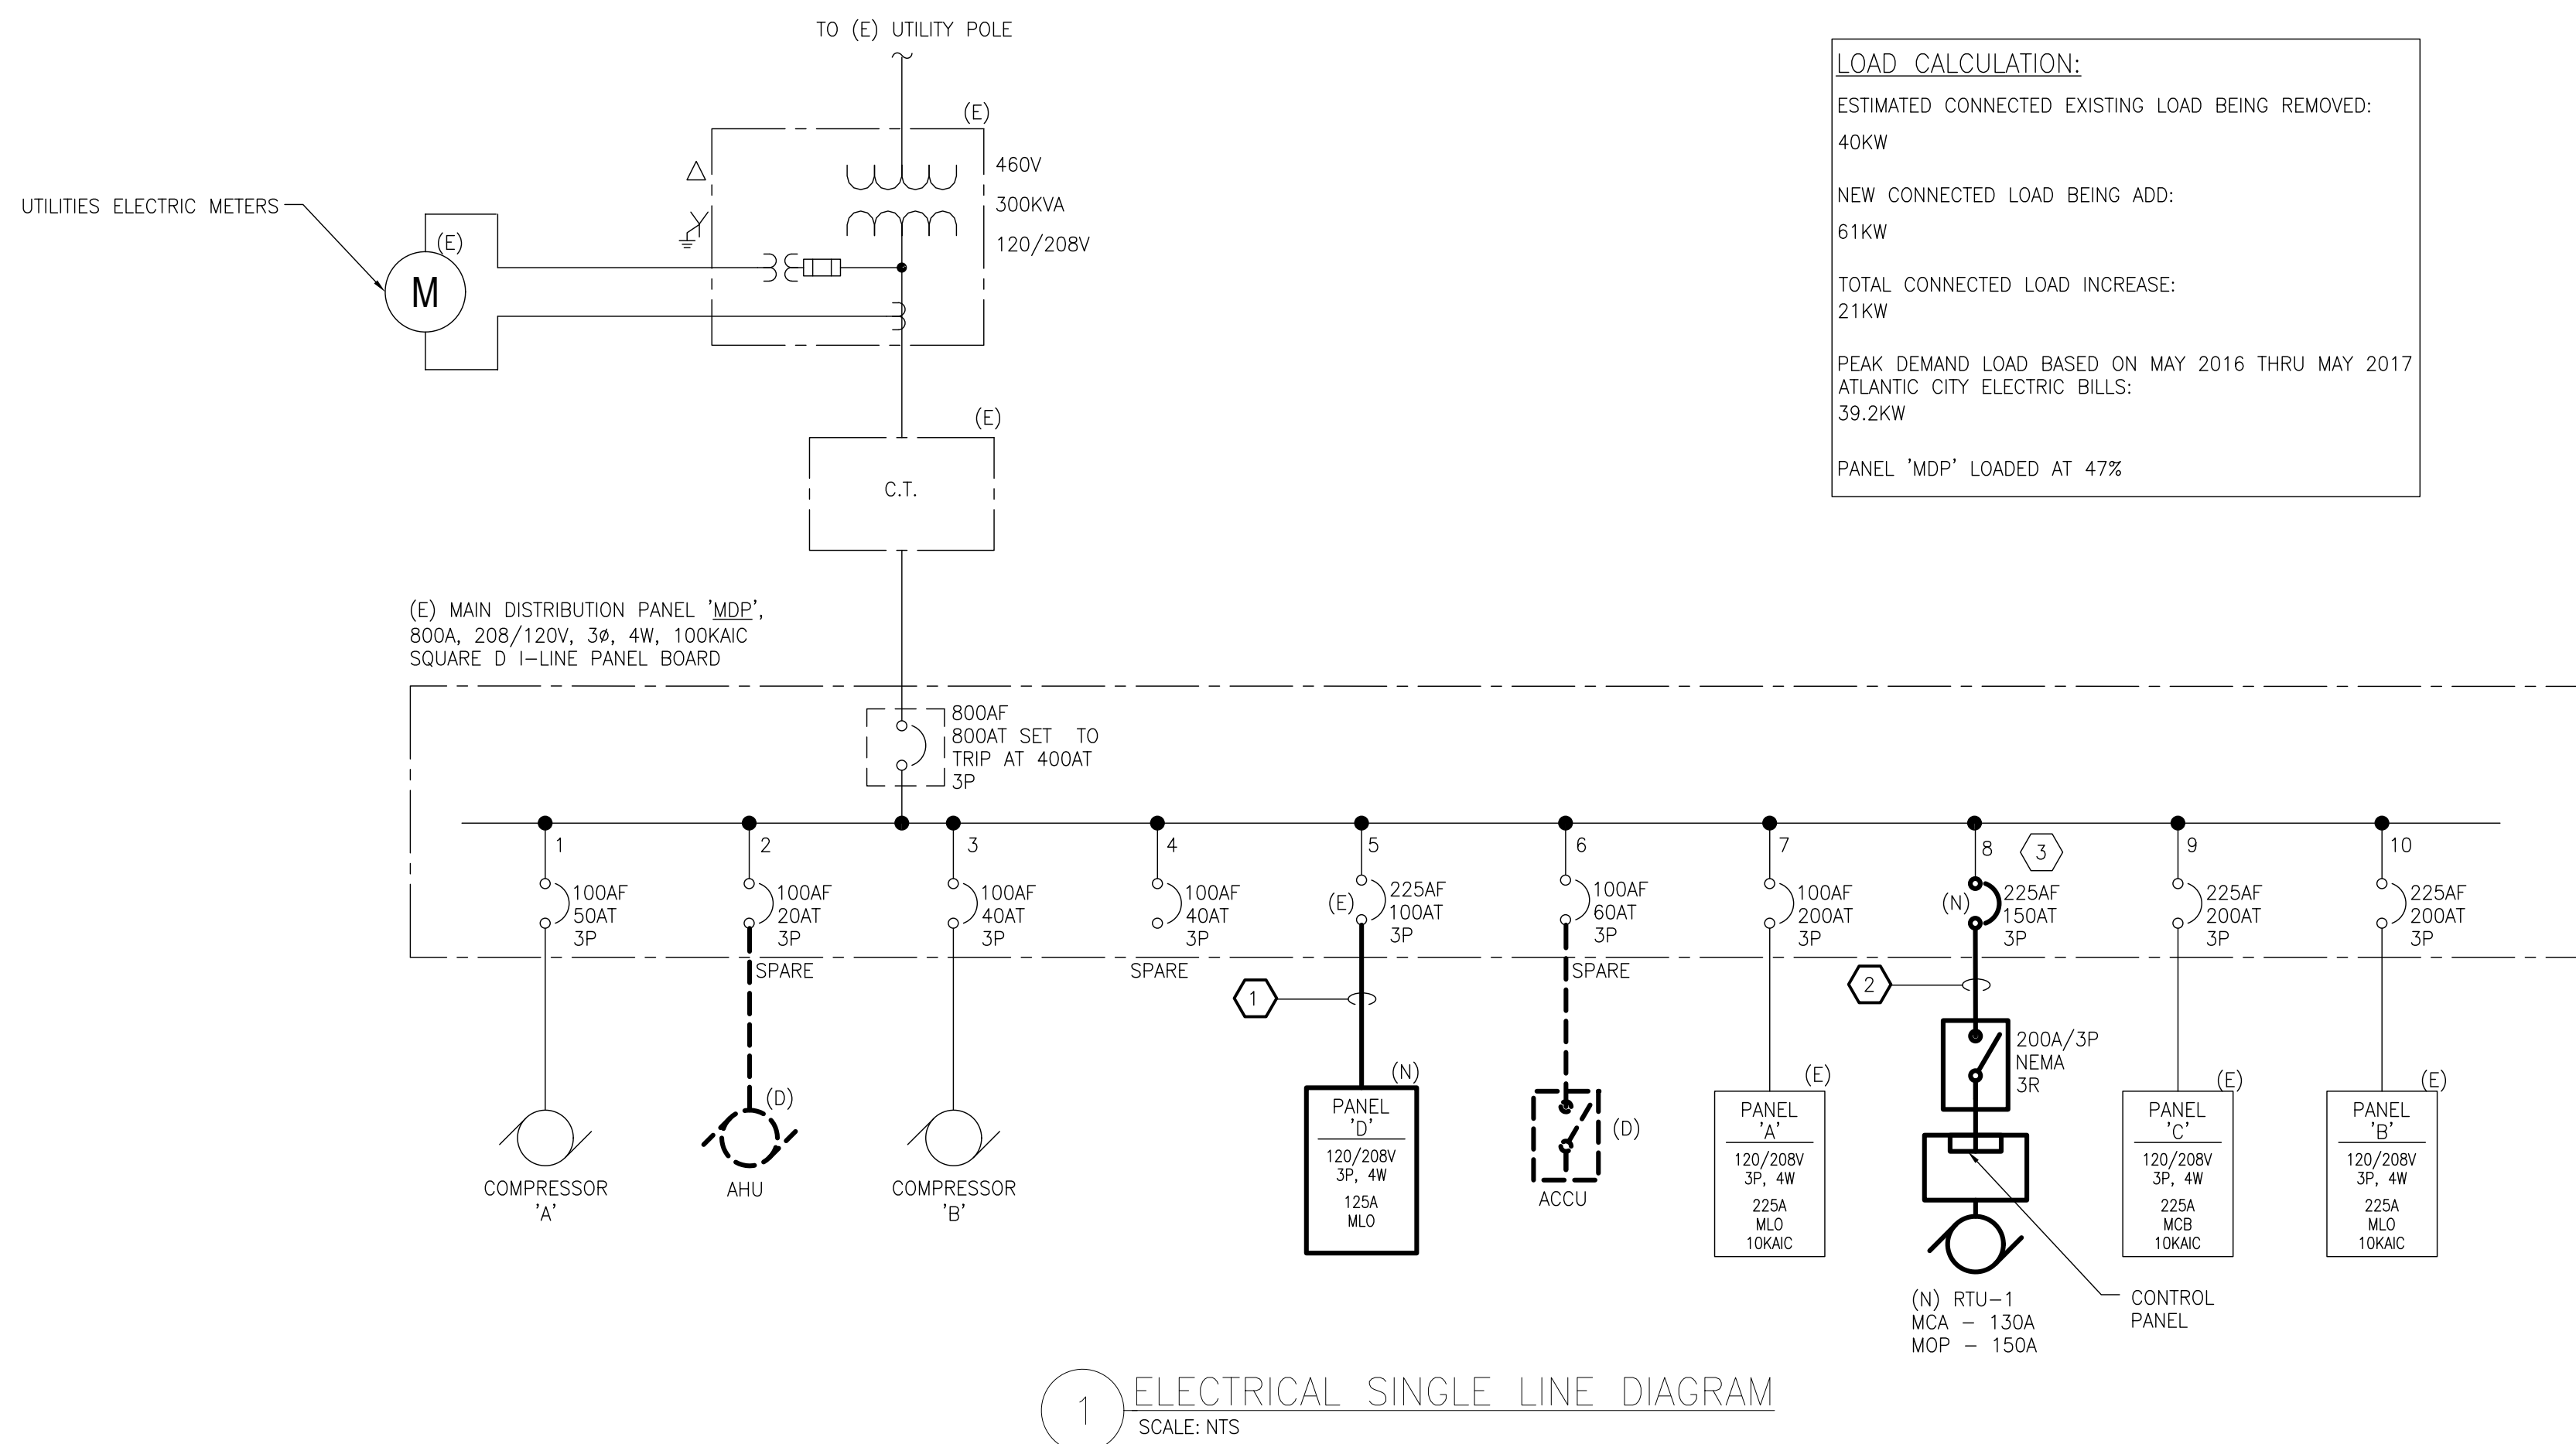 TO (E) UTILITY POLE
(E)
460V
300KVA
120/208V
UTILITIES ELECTRIC METERS
(E)
M
(E)
C.T.
LOAD CALCULATION:
ESTIMATED CONNECTED EXISTING LOAD BEING REMOVED:
40KW
NEW CONNECTED LOAD BEING ADD:
61KW
TOTAL CONNECTED LOAD INCREASE:
21KW
PEAK DEMAND LOAD BASED ON MAY 2016 THRU MAY 2017
ATLANTIC CITY ELECTRIC BILLS:
39.2KW
PANEL 'MDP' LOADED AT 47%
(E) MAIN DISTRIBUTION PANEL 'MDP',
800A, 208/120V, 3ø, 4W, 100KAIC
SQUARE D I-LINE PANEL BOARD
800AF
800AT SET TO
TRIP AT 400AT
3P
1
100AF
50AT
3P
COMPRESSOR
'A'
2
100AF
20AT
3P
SPARE
(D)
AHU
3
100AF
40AT
3P
COMPRESSOR
'B'
4
100AF
40AT
3P
SPARE
5
(E)
225AF
100AT
3P
1
(N)
PANEL
'D'
120/208V
3P, 4W
125A
MLO
6
100AF
60AT
3P
SPARE
(D)
ACCU
7
100AF
200AT
3P
(E)
PANEL
'A'
120/208V
3P, 4W
225A
MLO
10KAIC
8
3
(N)
225AF
150AT
3P
2
200A/3P
NEMA
3R
(N) RTU-1
MCA - 130A
MOP - 150A
CONTROL
PANEL
9
225AF
200AT
3P
(E)
PANEL
'C'
120/208V
3P, 4W
225A
MCB
10KAIC
10
225AF
200AT
3P
(E)
PANEL
'B'
120/208V
3P, 4W
225A
MLO
10KAIC
1
ELECTRICAL SINGLE LINE DIAGRAM
SCALE: NTS